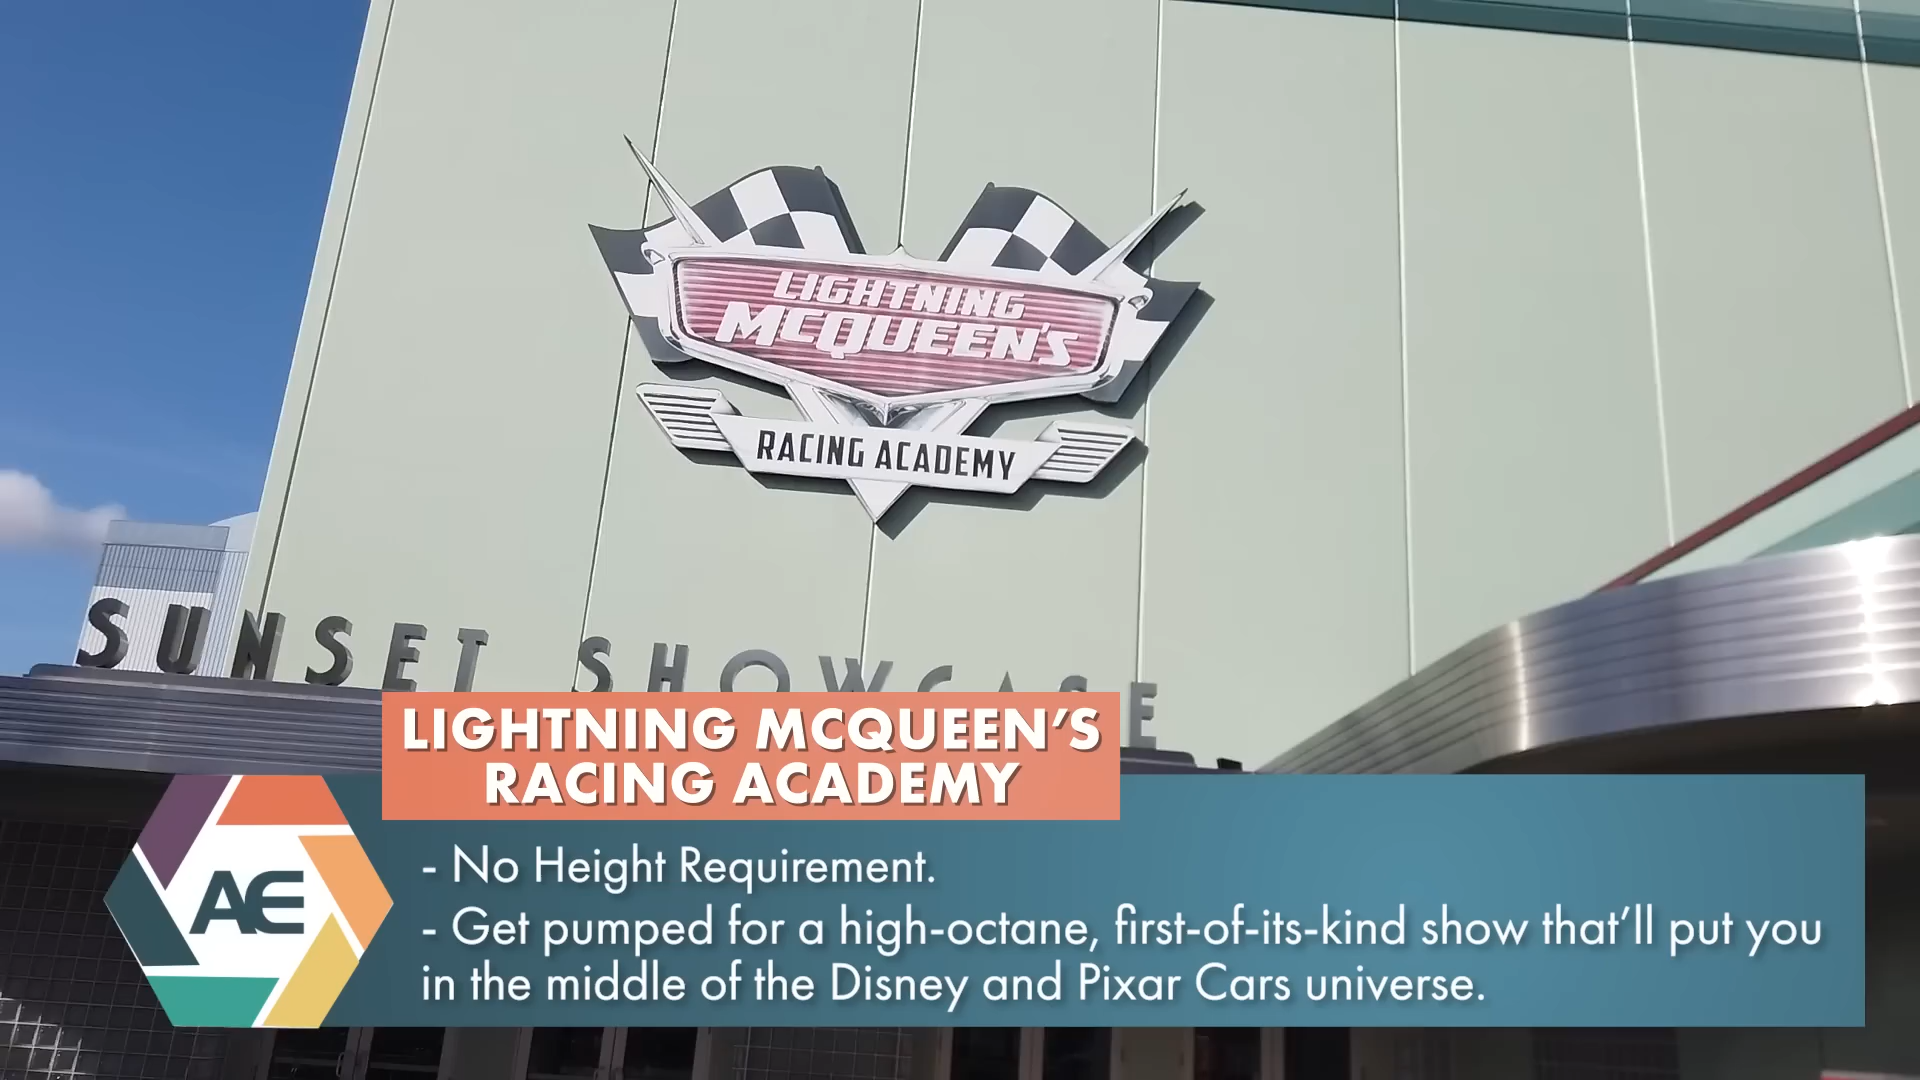 LIGHTNING
McQUEEN'S
RACING ACADEMY
SUNSET SHOWCASE
LIGHTNING MCQUEEN'S
RACING ACADEMY
AE
- No Height Requirement.
- Get pumped for a high-octane, first-of-its-kind show that'll put you
in the middle of the Disney and Pixar Cars universe.